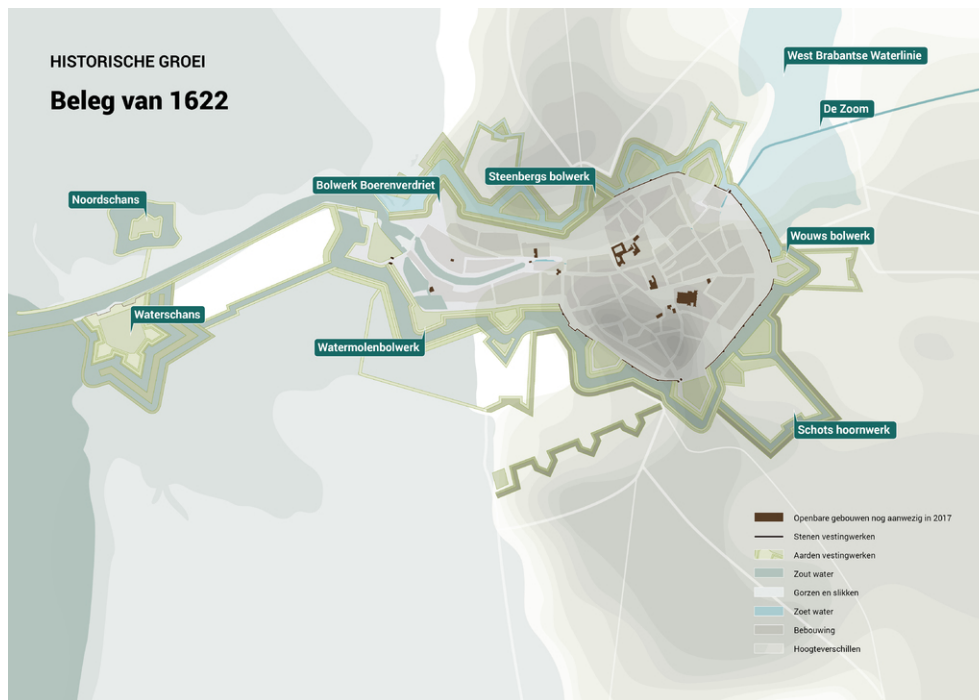 HISTORISCHE GROEI
Beleg van 1622
West Brabantse Waterlinie
De Zoom
Steenbergs bolwerk
Bolwerk Boerenverdriet
Noordschans
Wouws bolwerk
Waterschans
Watermolenbolwerk
Schots hoornwerk
Openbare gebouwen nog aanwezig in 2017
Stenen vestingwerken
Aarden vestingwerken
Zout water
Gorzen en slikken
Zoet water
Bebouwing
Hoogteverschillen